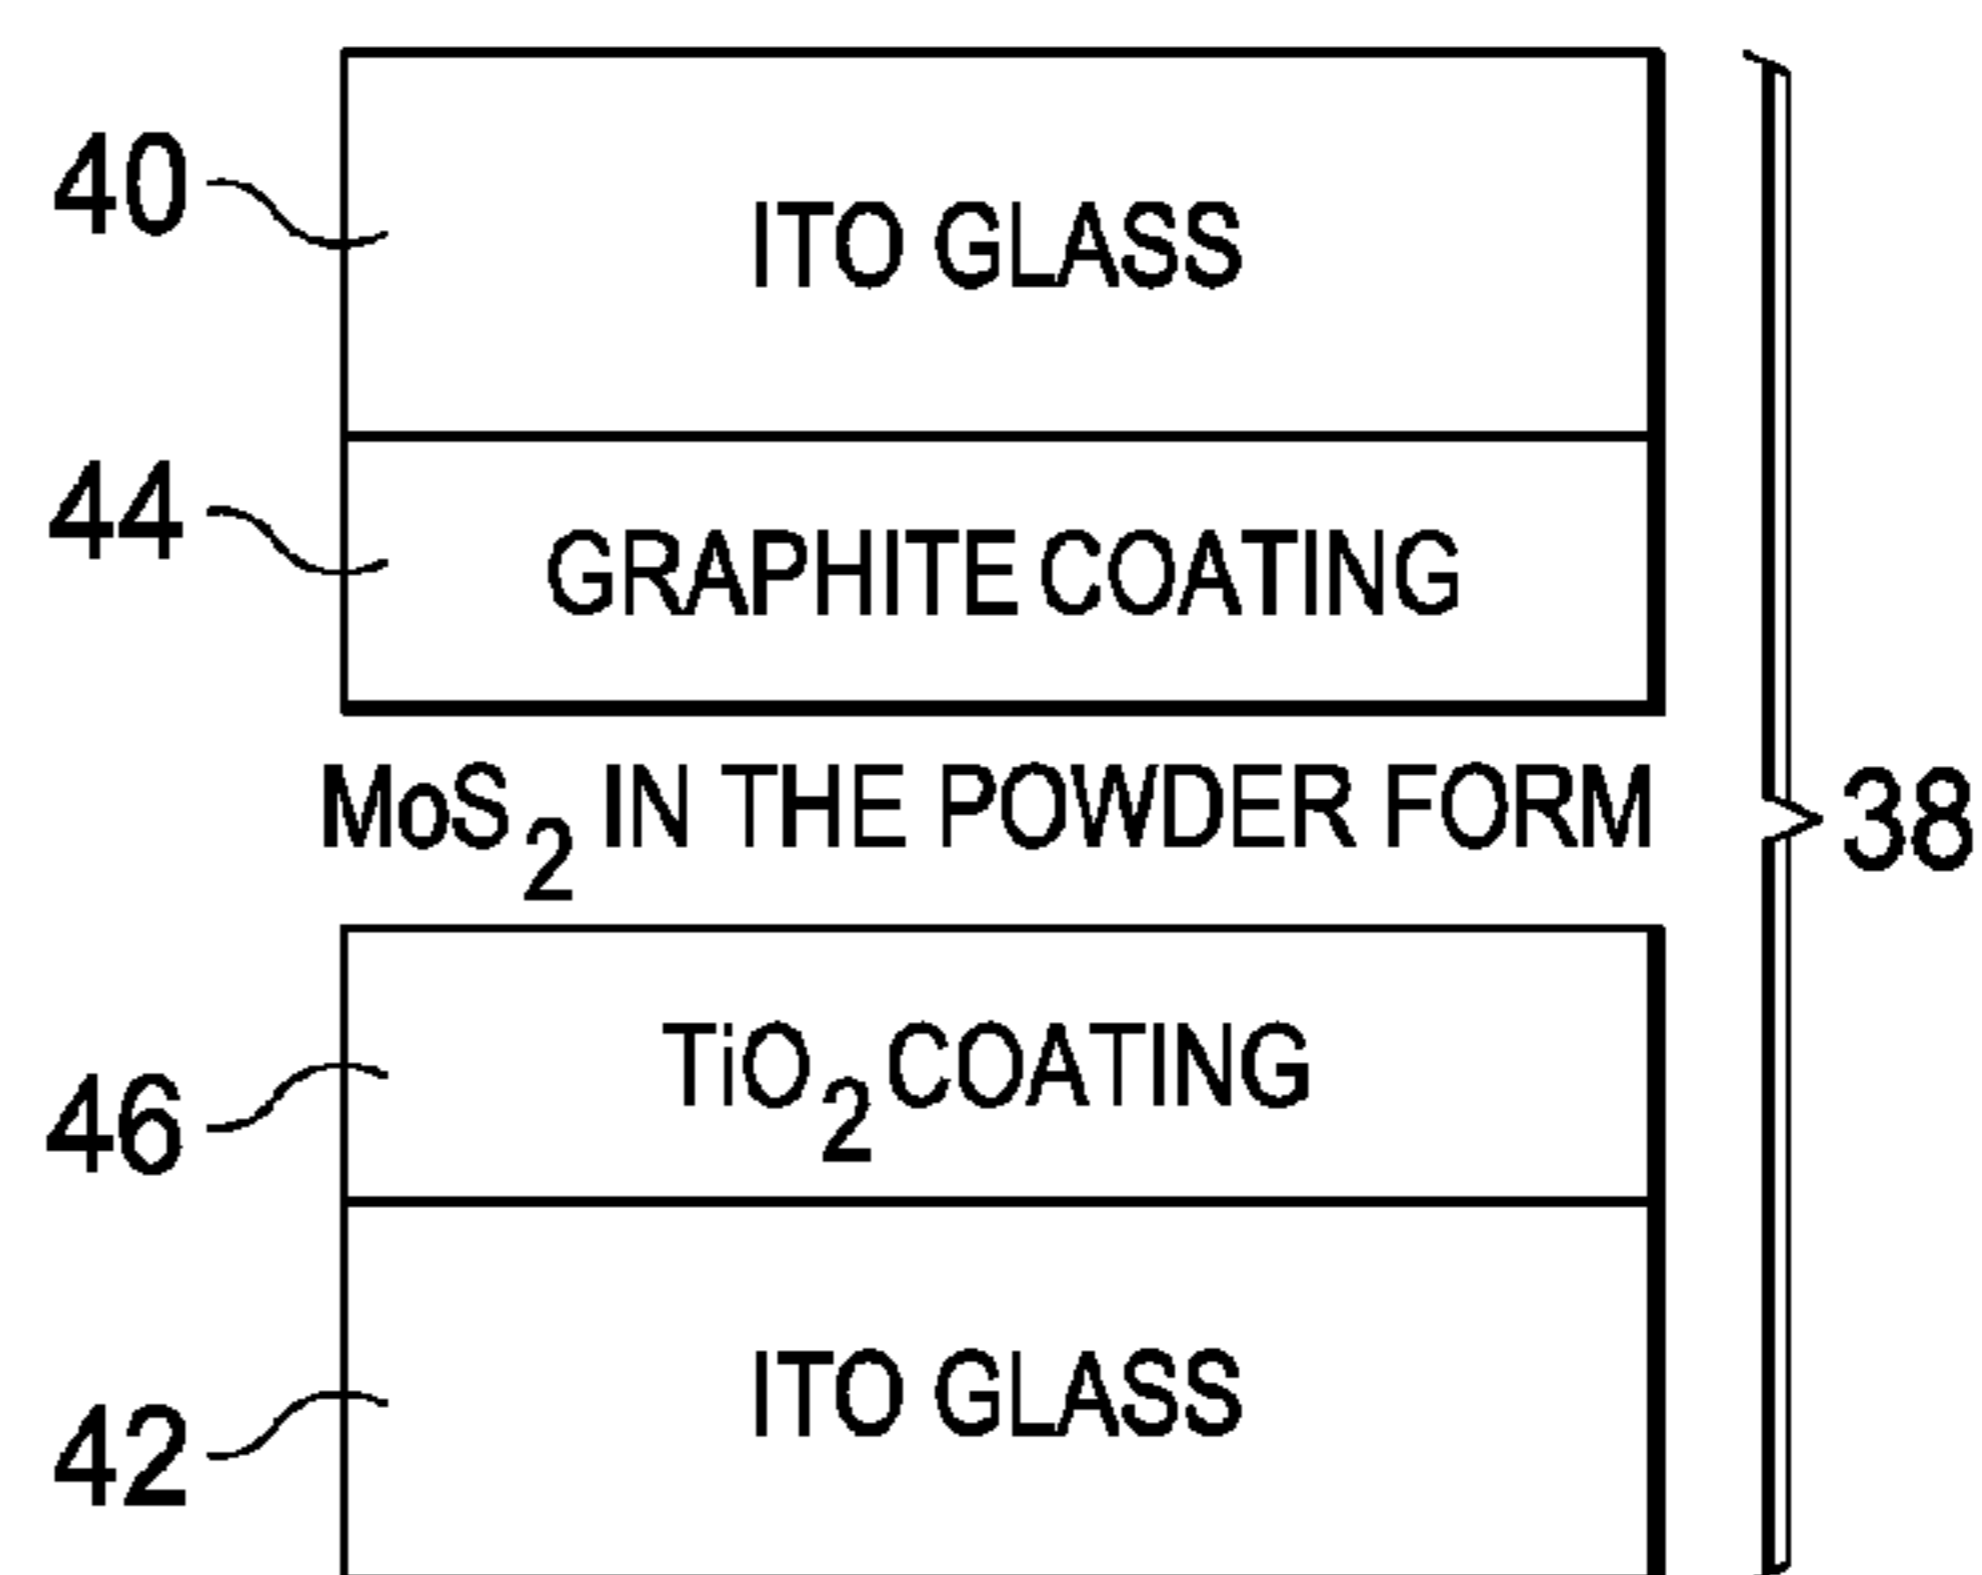 40
ITO GLASS
44
GRAPHITE COATING
MoS2 IN THE POWDER FORM
38
TiO2 COATING
46
ITO GLASS
42